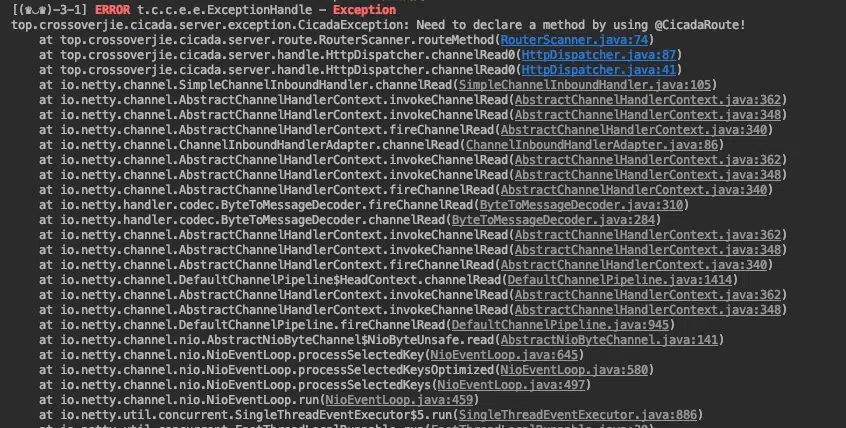 [(♛ڡ♛)–3–1] ERROR t.c.c.e.e.ExceptionHandle – Exception
top.crossoverjie.cicada.server.exception.CicadaException: Need to declare a method by using @CicadaRoute!
at top.crossoverjie.cicada.server.route.RouterScanner.routeMethod(RouterScanner.java:74)
at top.crossoverjie.cicada.server.handle.HttpDispatcher.channelRead0(HttpDispatcher.java:87)
at top.crossoverjie.cicada.server.handle.HttpDispatcher.channelRead0(HttpDispatcher.java:41)
at io.netty.channel.SimpleChannelInboundHandler.channelRead(SimpleChannelInboundHandler.java:105)
at io.netty.channel.AbstractChannelHandlerContext.invokeChannelRead(AbstractChannelHandlerContext.java:362)
at io.netty.channel.AbstractChannelHandlerContext.invokeChannelRead(AbstractChannelHandlerContext.java:348)
at io.netty.channel.AbstractChannelHandlerContext.fireChannelRead(AbstractChannelHandlerContext.java:340)
at io.netty.channel.ChannelInboundHandlerAdapter.channelRead(ChannelInboundHandlerAdapter.java:86)
at io.netty.channel.AbstractChannelHandlerContext.invokeChannelRead(AbstractChannelHandlerContext.java:362)
at io.netty.channel.AbstractChannelHandlerContext.invokeChannelRead(AbstractChannelHandlerContext.java:348)
at io.netty.channel.AbstractChannelHandlerContext.fireChannelRead(AbstractChannelHandlerContext.java:340)
at io.netty.handler.codec.ByteToMessageDecoder.fireChannelRead(ByteToMessageDecoder.java:310)
at io.netty.handler.codec.ByteToMessageDecoder.channelRead(ByteToMessageDecoder.java:284)
at io.netty.channel.AbstractChannelHandlerContext.invokeChannelRead(AbstractChannelHandlerContext.java:362)
at io.netty.channel.AbstractChannelHandlerContext.invokeChannelRead(AbstractChannelHandlerContext.java:348)
at io.netty.channel.AbstractChannelHandlerContext.fireChannelRead(AbstractChannelHandlerContext.java:340)
at io.netty.channel.DefaultChannelPipeline$HeadContext.channelRead(DefaultChannelPipeline.java:1414)
at io.netty.channel.AbstractChannelHandlerContext.invokeChannelRead(AbstractChannelHandlerContext.java:362)
at io.netty.channel.AbstractChannelHandlerContext.invokeChannelRead(AbstractChannelHandlerContext.java:348)
at io.netty.channel.DefaultChannelPipeline.fireChannelRead(DefaultChannelPipeline.java:945)
at io.netty.channel.nio.AbstractNioByteChannel$NioByteUnsafe.read(AbstractNioByteChannel.java:141)
at io.netty.channel.nio.NioEventLoop.processSelectedKey(NioEventLoop.java:645)
at io.netty.channel.nio.NioEventLoop.processSelectedKeysOptimized(NioEventLoop.java:580)
at io.netty.channel.nio.NioEventLoop.processSelectedKeys(NioEventLoop.java:497)
at io.netty.channel.nio.NioEventLoop.run(NioEventLoop.java:459)
at io.netty.util.concurrent.SingleThreadEventExecutor$5.run(SingleThreadEventExecutor.java:886)